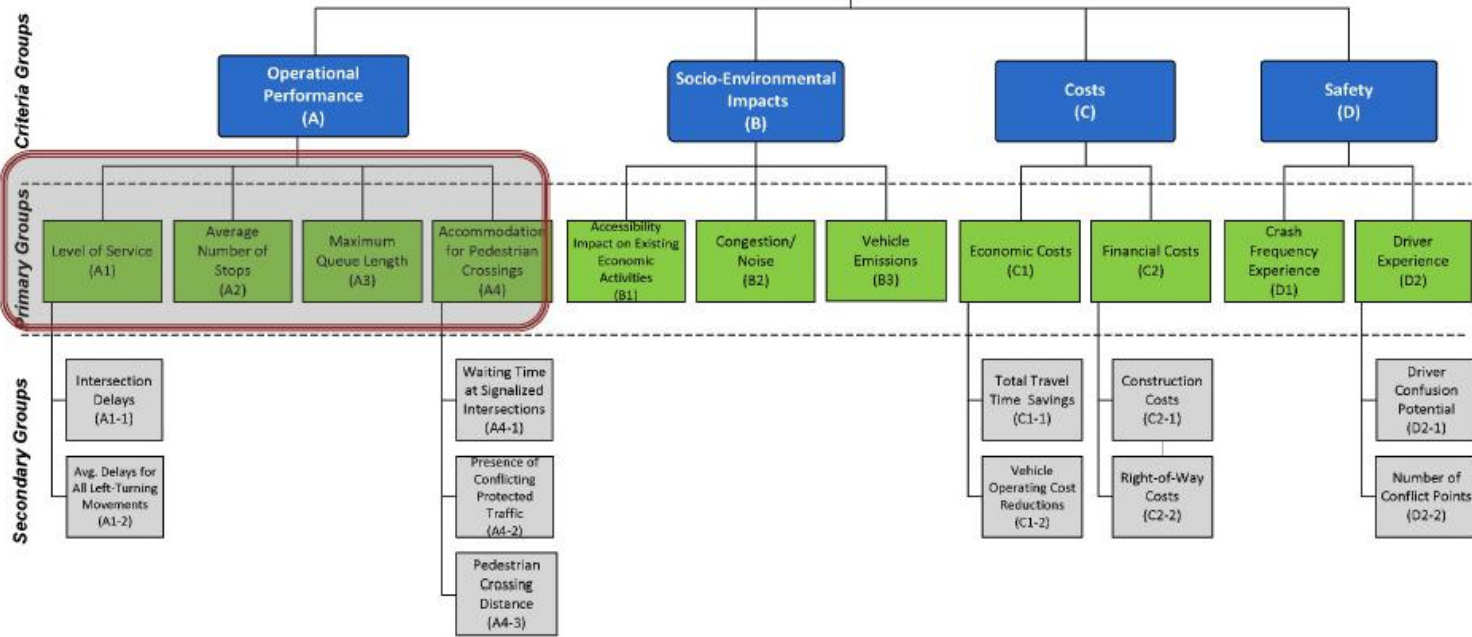 Criteria Groups
Operational
Performance
(A)
Socio-Environmental
Impacts
(B)
Costs
(C)
Safety
(D)
Primary Groups
Level of Service
(A1)
Average
Number of
Stops
(A2)
Maximum
Queue Length
(A3)
Accommodation
for Pedestrian
Crossings
(A4)
Accessibility
Impact on Existing
Economic
Activities
(B1)
Congestion/
Noise
(B2)
Vehicle
Emissions
(B3)
Economic Costs
(C1)
Financial Costs
(C2)
Crash
Frequency
Experience
(D1)
Driver
Experience
(D2)
Secondary Groups
Intersection
Delays
(A1-1)
Avg. Delays for
All Left-Turning
Movements
(A1-2)
Waiting Time
at Signalized
Intersections
(A4-1)
Presence of
Conflicting
Protected
Traffic
(A4-2)
Pedestrian
Crossing
Distance
(A4-3)
Total Travel
Time Savings
(C1-1)
Vehicle
Operating Cost
Reductions
(C1-2)
Construction
Costs
(C2-1)
Right-of-Way
Costs
(C2-2)
Driver
Confusion
Potential
(D2-1)
Number of
Conflict Points
(D2-2)